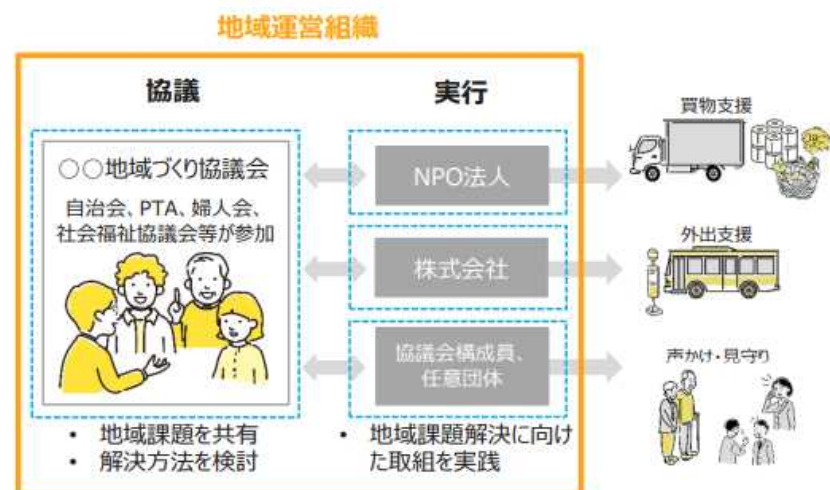 地域運営組織
協議
○○地域づくり協議会
自治会、PTA、婦人会、
社会福祉協議会等が参加
• 地域課題を共有
• 解決方法を検討
実行
NPO法人
株式会社
協議会構成員、
任意団体
• 地域課題解決に向け
た取組を実践
買物支援
外出支援
声かけ・見守り